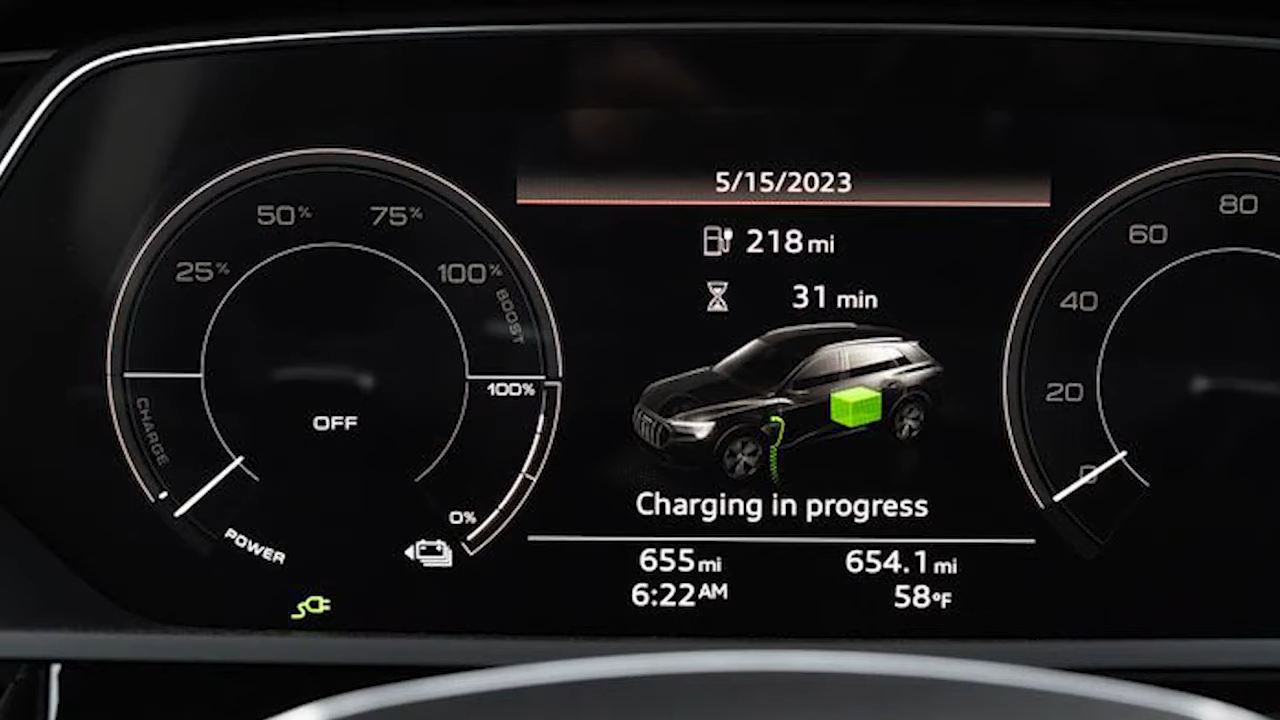 5/15/2023
218 mi
31 min
Charging in progress
655 mi 654.1 mi
6:22 AM 58°F
25%
50%
75%
100%
BOOST
100%
OFF
CHARGE
0%
POWER
80
60
40
20
0